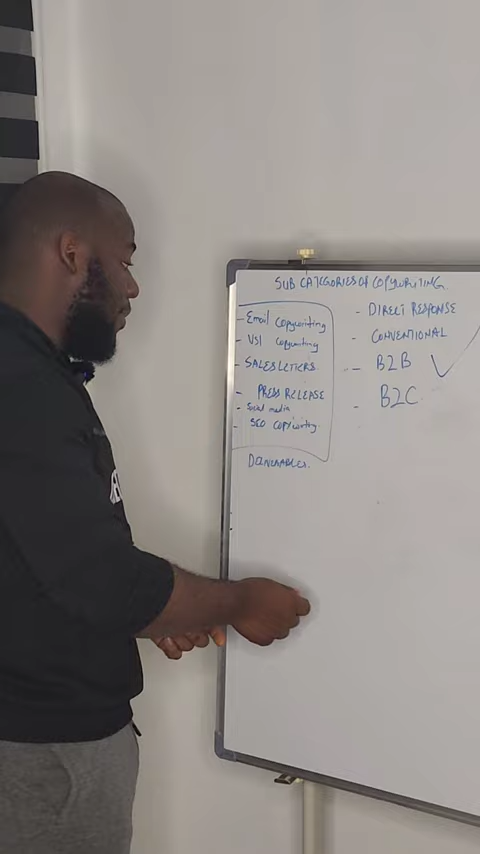 SUB CATEGORIES OF COPYWRITING.
- Email Copywriting
- VSL Copywriting
- SALES LETTERS
- PRESS RELEASE
- Social media
- SEO Copywriting
- DIRECT RESPONSE
- CONVENTIONAL
- B2B
- B2C